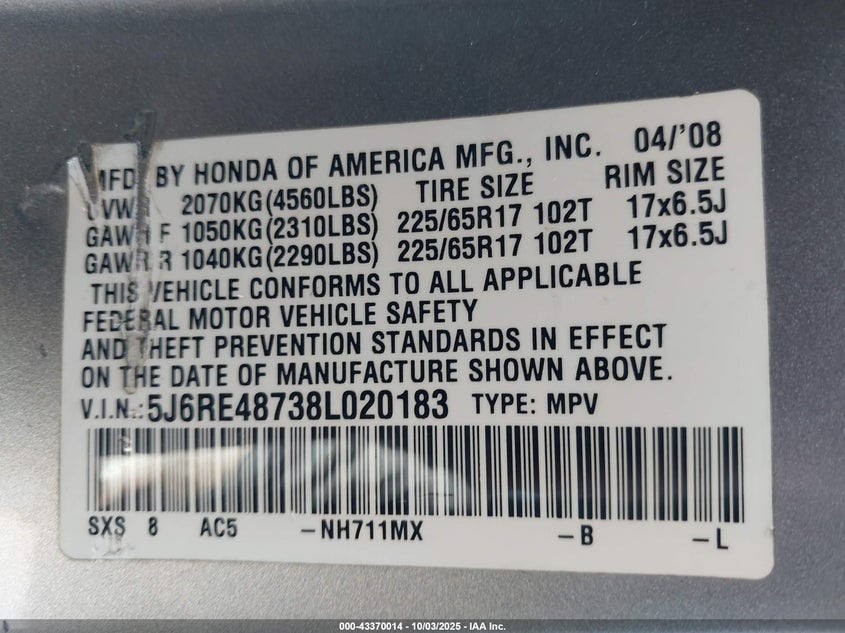 MFD. BY HONDA OF AMERICA MFG., INC. 04/'08
GVWR 2070KG(4560LBS) TIRE SIZE RIM SIZE
GAWR F 1050KG(2310LBS) 225/65R17 102T 17x6.5J
GAWR R 1040KG(2290LBS) 225/65R17 102T 17x6.5J
THIS VEHICLE CONFORMS TO ALL APPLICABLE
FEDERAL MOTOR VEHICLE SAFETY
AND THEFT PREVENTION STANDARDS IN EFFECT
ON THE DATE OF MANUFACTURE SHOWN ABOVE.
V.I.N.: 5J6RE48738L020183 TYPE: MPV
SXS 8 AC5 -NH711MX -B -L
000-43370014 - 10/03/2025 - IAA Inc.